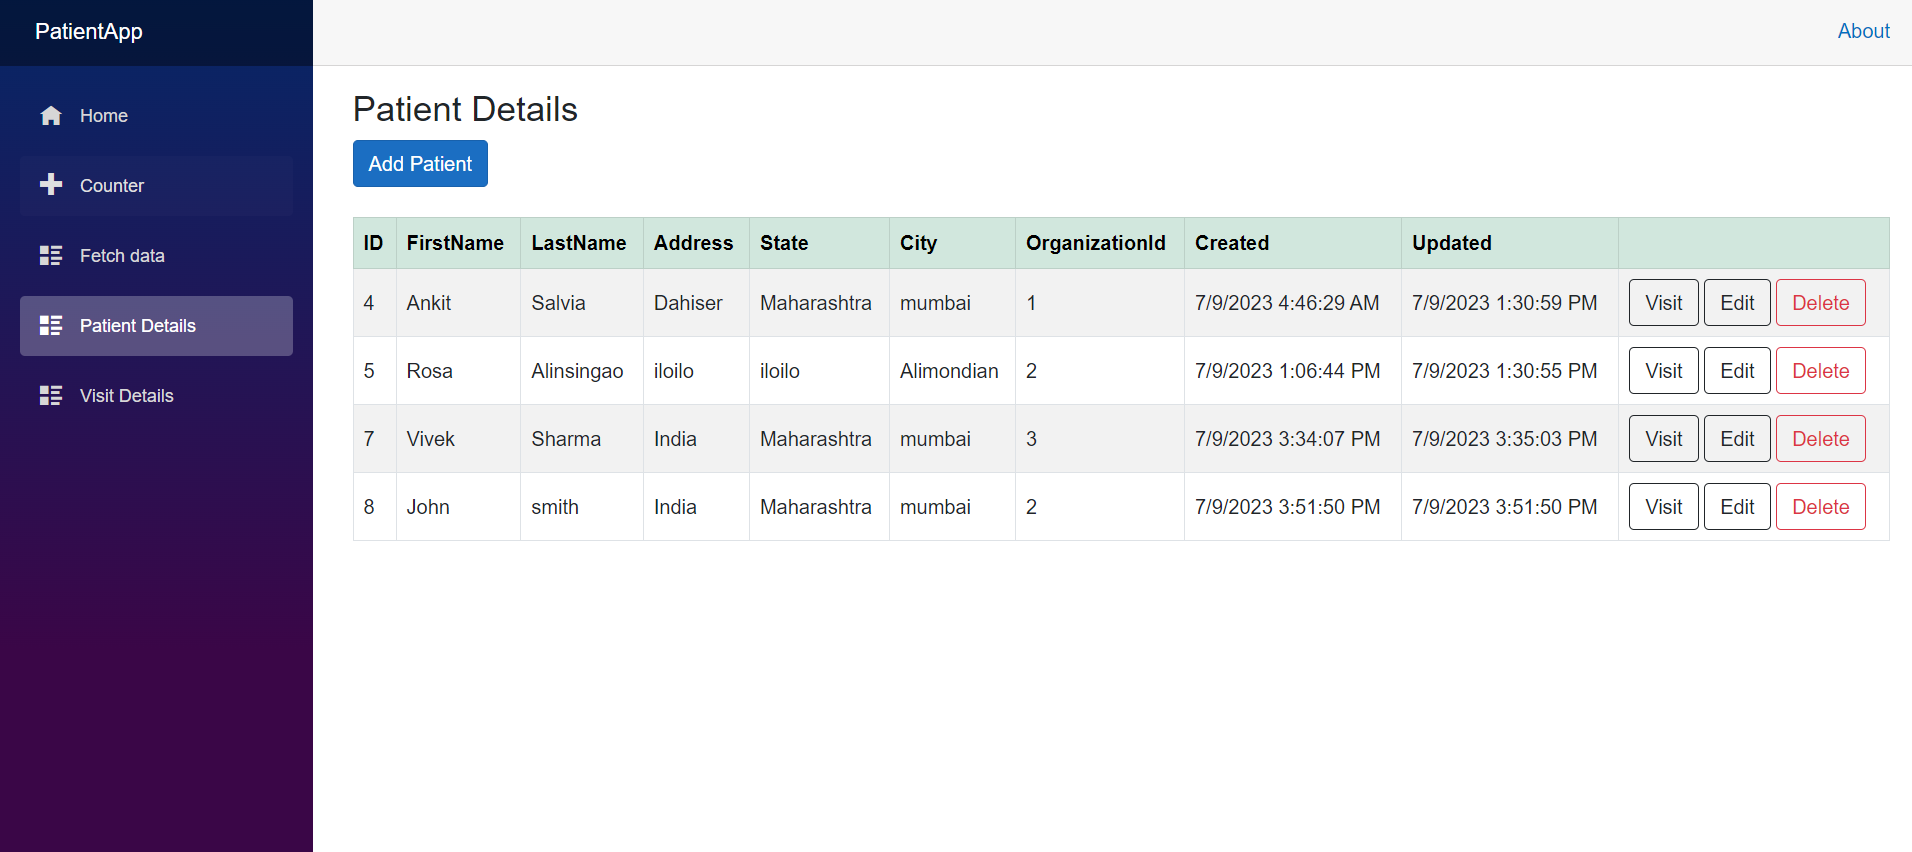 PatientApp
About
Home
Counter
Fetch data
Patient Details
Visit Details
Patient Details
Add Patient
ID FirstName LastName Address State City OrganizationId Created Updated
4 Ankit Salvia Dahiser Maharashtra mumbai 1 7/9/2023 4:46:29 AM 7/9/2023 1:30:59 PM Visit Edit Delete
5 Rosa Alinsingao iloilo iloilo Alimondian 2 7/9/2023 1:06:44 PM 7/9/2023 1:30:55 PM Visit Edit Delete
7 Vivek Sharma India Maharashtra mumbai 3 7/9/2023 3:34:07 PM 7/9/2023 3:35:03 PM Visit Edit Delete
8 John smith India Maharashtra mumbai 2 7/9/2023 3:51:50 PM 7/9/2023 3:51:50 PM Visit Edit Delete